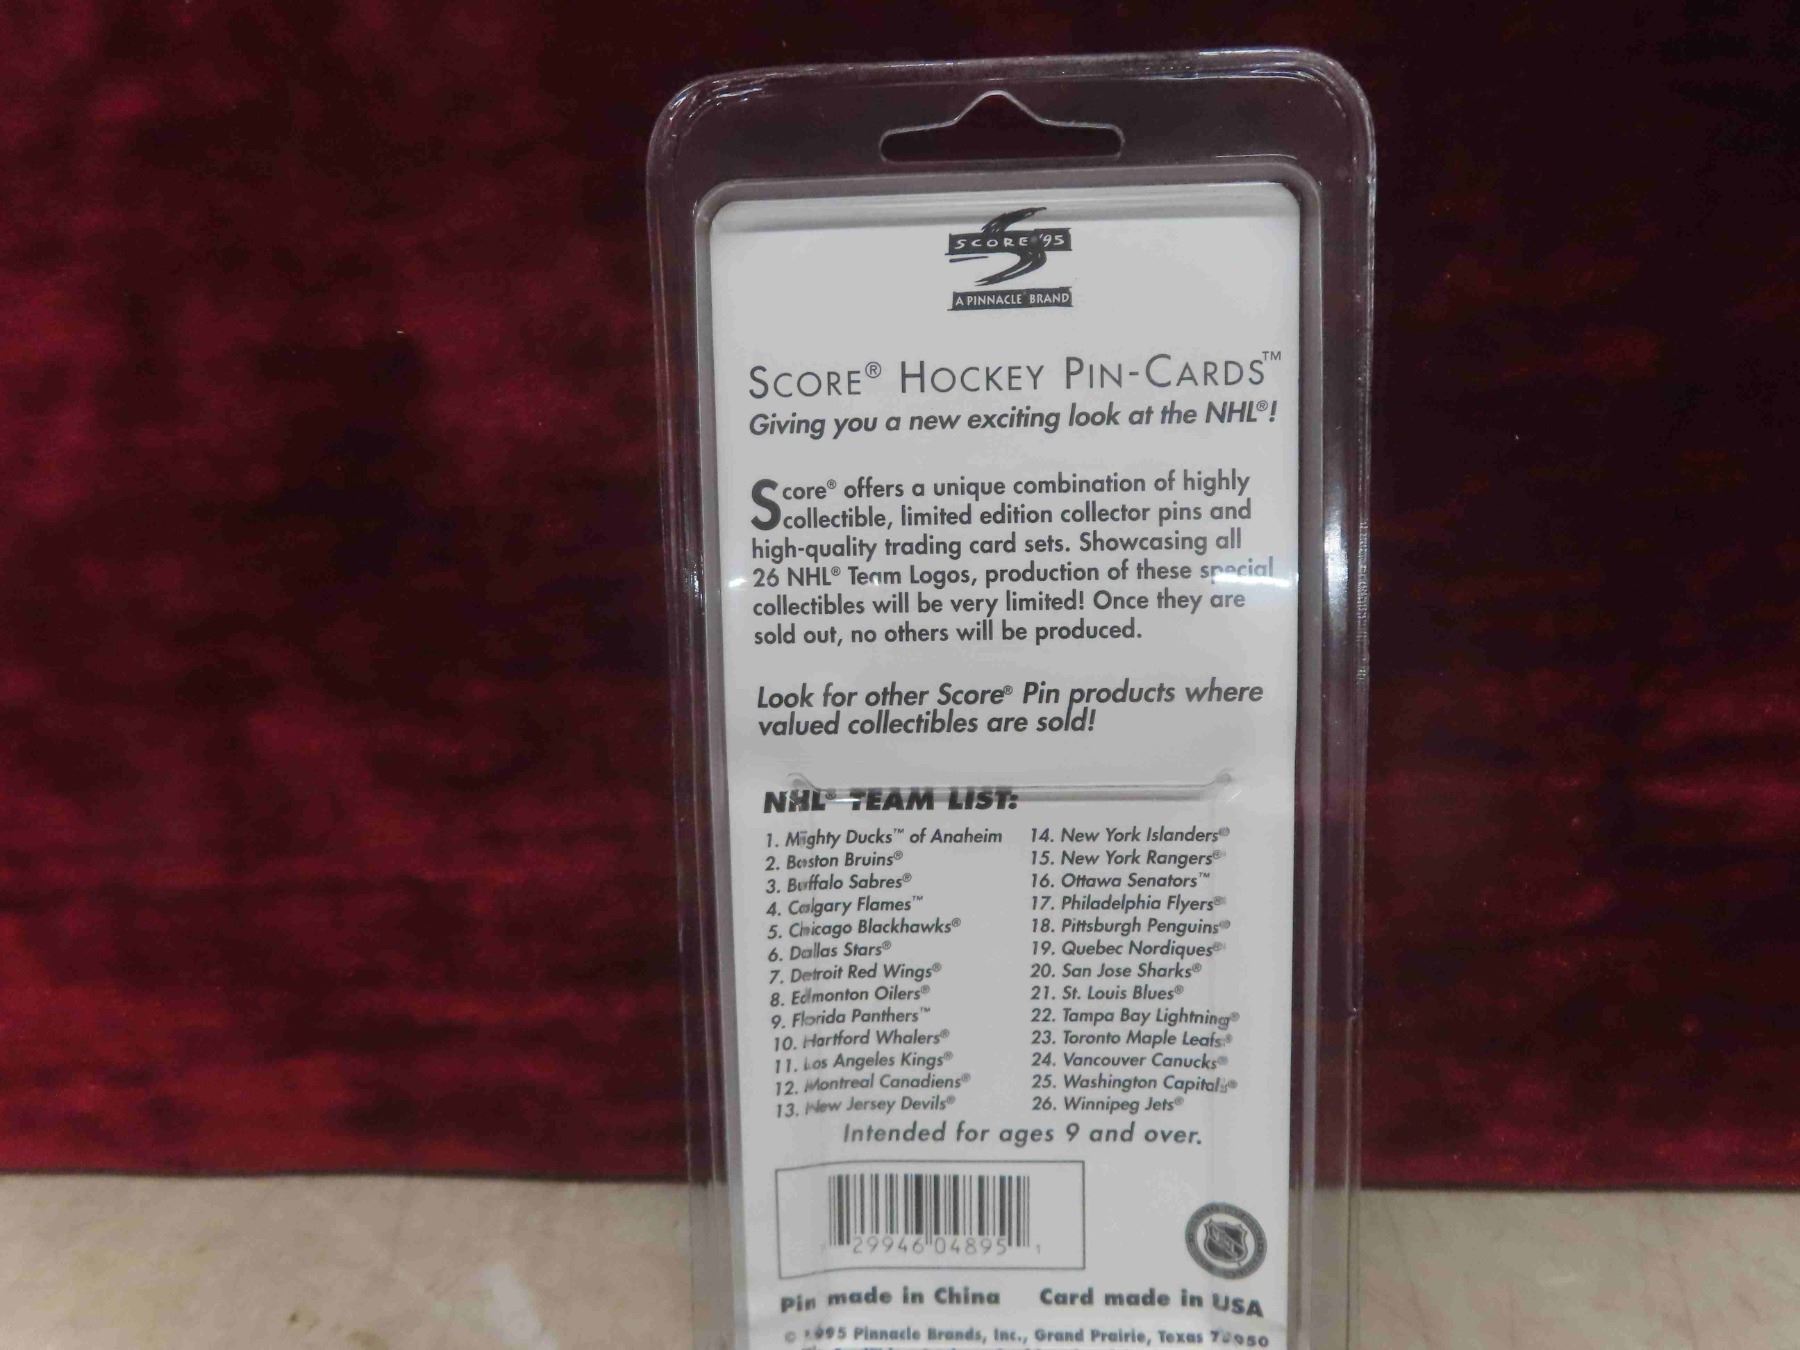 SCORE '95
A PINNACLE® BRAND
SCORE® HOCKEY PIN-CARDS™
Giving you a new exciting look at the NHL®!
Score® offers a unique combination of highly
collectible, limited edition collector pins and
high-quality trading card sets. Showcasing all
26 NHL® Team Logos, production of these special
collectibles will be very limited! Once they are
sold out, no others will be produced.
Look for other Score® Pin products where
valued collectibles are sold!
NHL® TEAM LIST:
1. Mighty Ducks™ of Anaheim
2. Boston Bruins®
3. Buffalo Sabres®
4. Calgary Flames™
5. Chicago Blackhawks®
6. Dallas Stars®
7. Detroit Red Wings®
8. Edmonton Oilers®
9. Florida Panthers™
10. Hartford Whalers®
11. Los Angeles Kings®
12. Montreal Canadiens®
13. New Jersey Devils®
14. New York Islanders®
15. New York Rangers®
16. Ottawa Senators™
17. Philadelphia Flyers®
18. Pittsburgh Penguins®
19. Quebec Nordiques®
20. San Jose Sharks®
21. St. Louis Blues®
22. Tampa Bay Lightning®
23. Toronto Maple Leafs®
24. Vancouver Canucks®
25. Washington Capitals®
26. Winnipeg Jets®
Intended for ages 9 and over.
29946 04895 1
NHL
Pin made in China Card made in USA
© 1995 Pinnacle Brands, Inc., Grand Prairie, Texas